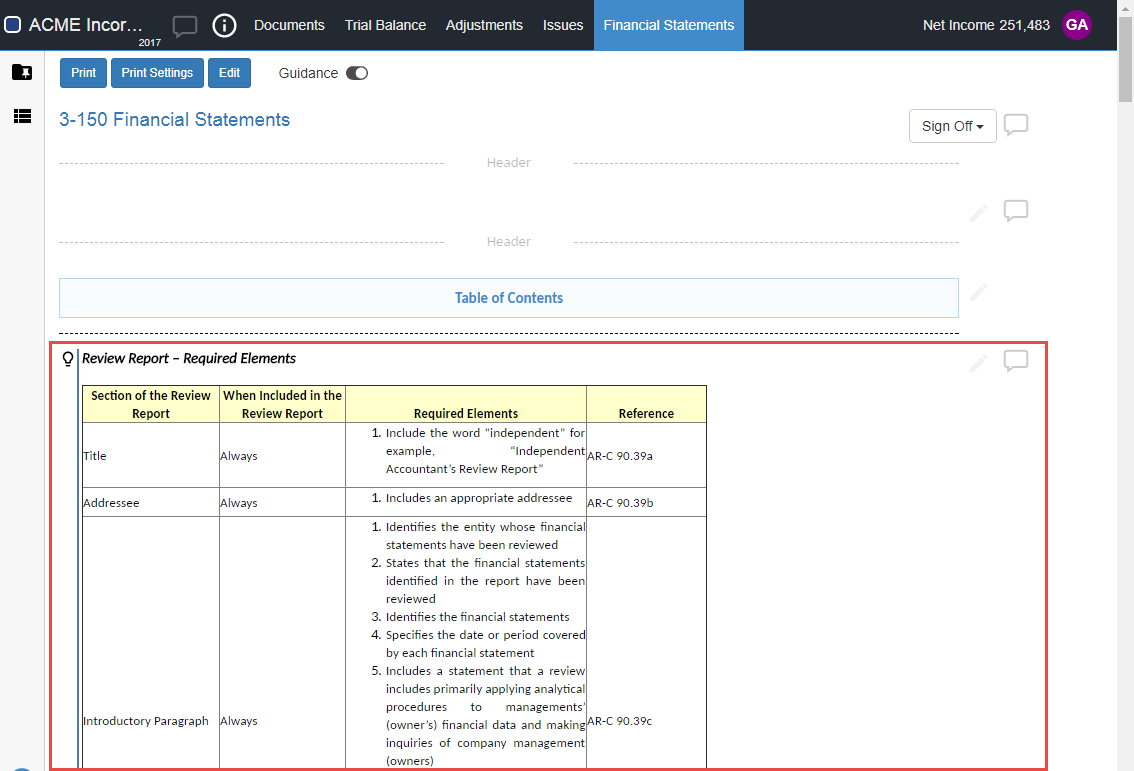 ACME Incor...
2017
Documents Trial Balance Adjustments Issues Financial Statements Net Income 251,483 GA
Print Print Settings Edit Guidance
3-150 Financial Statements
Sign Off
Header
Header
Table of Contents
Review Report – Required Elements
Section of the Review Report When Included in the Review Report Required Elements Reference
Title Always AR-C 90.39a
1. Include the word “independent” for
example, “Independent
Accountant’s Review Report”
Addressee Always AR-C 90.39b
1. Includes an appropriate addressee
Introductory Paragraph Always AR-C 90.39c
1. Identifies the entity whose financial
statements have been reviewed
2. States that the financial statements
identified in the report have been
reviewed
3. Identifies the financial statements
4. Specifies the date or period covered
by each financial statement
5. Includes a statement that a review
includes primarily applying analytical
procedures to managements’
(owner’s) financial data and making
inquiries of company management
(owners)